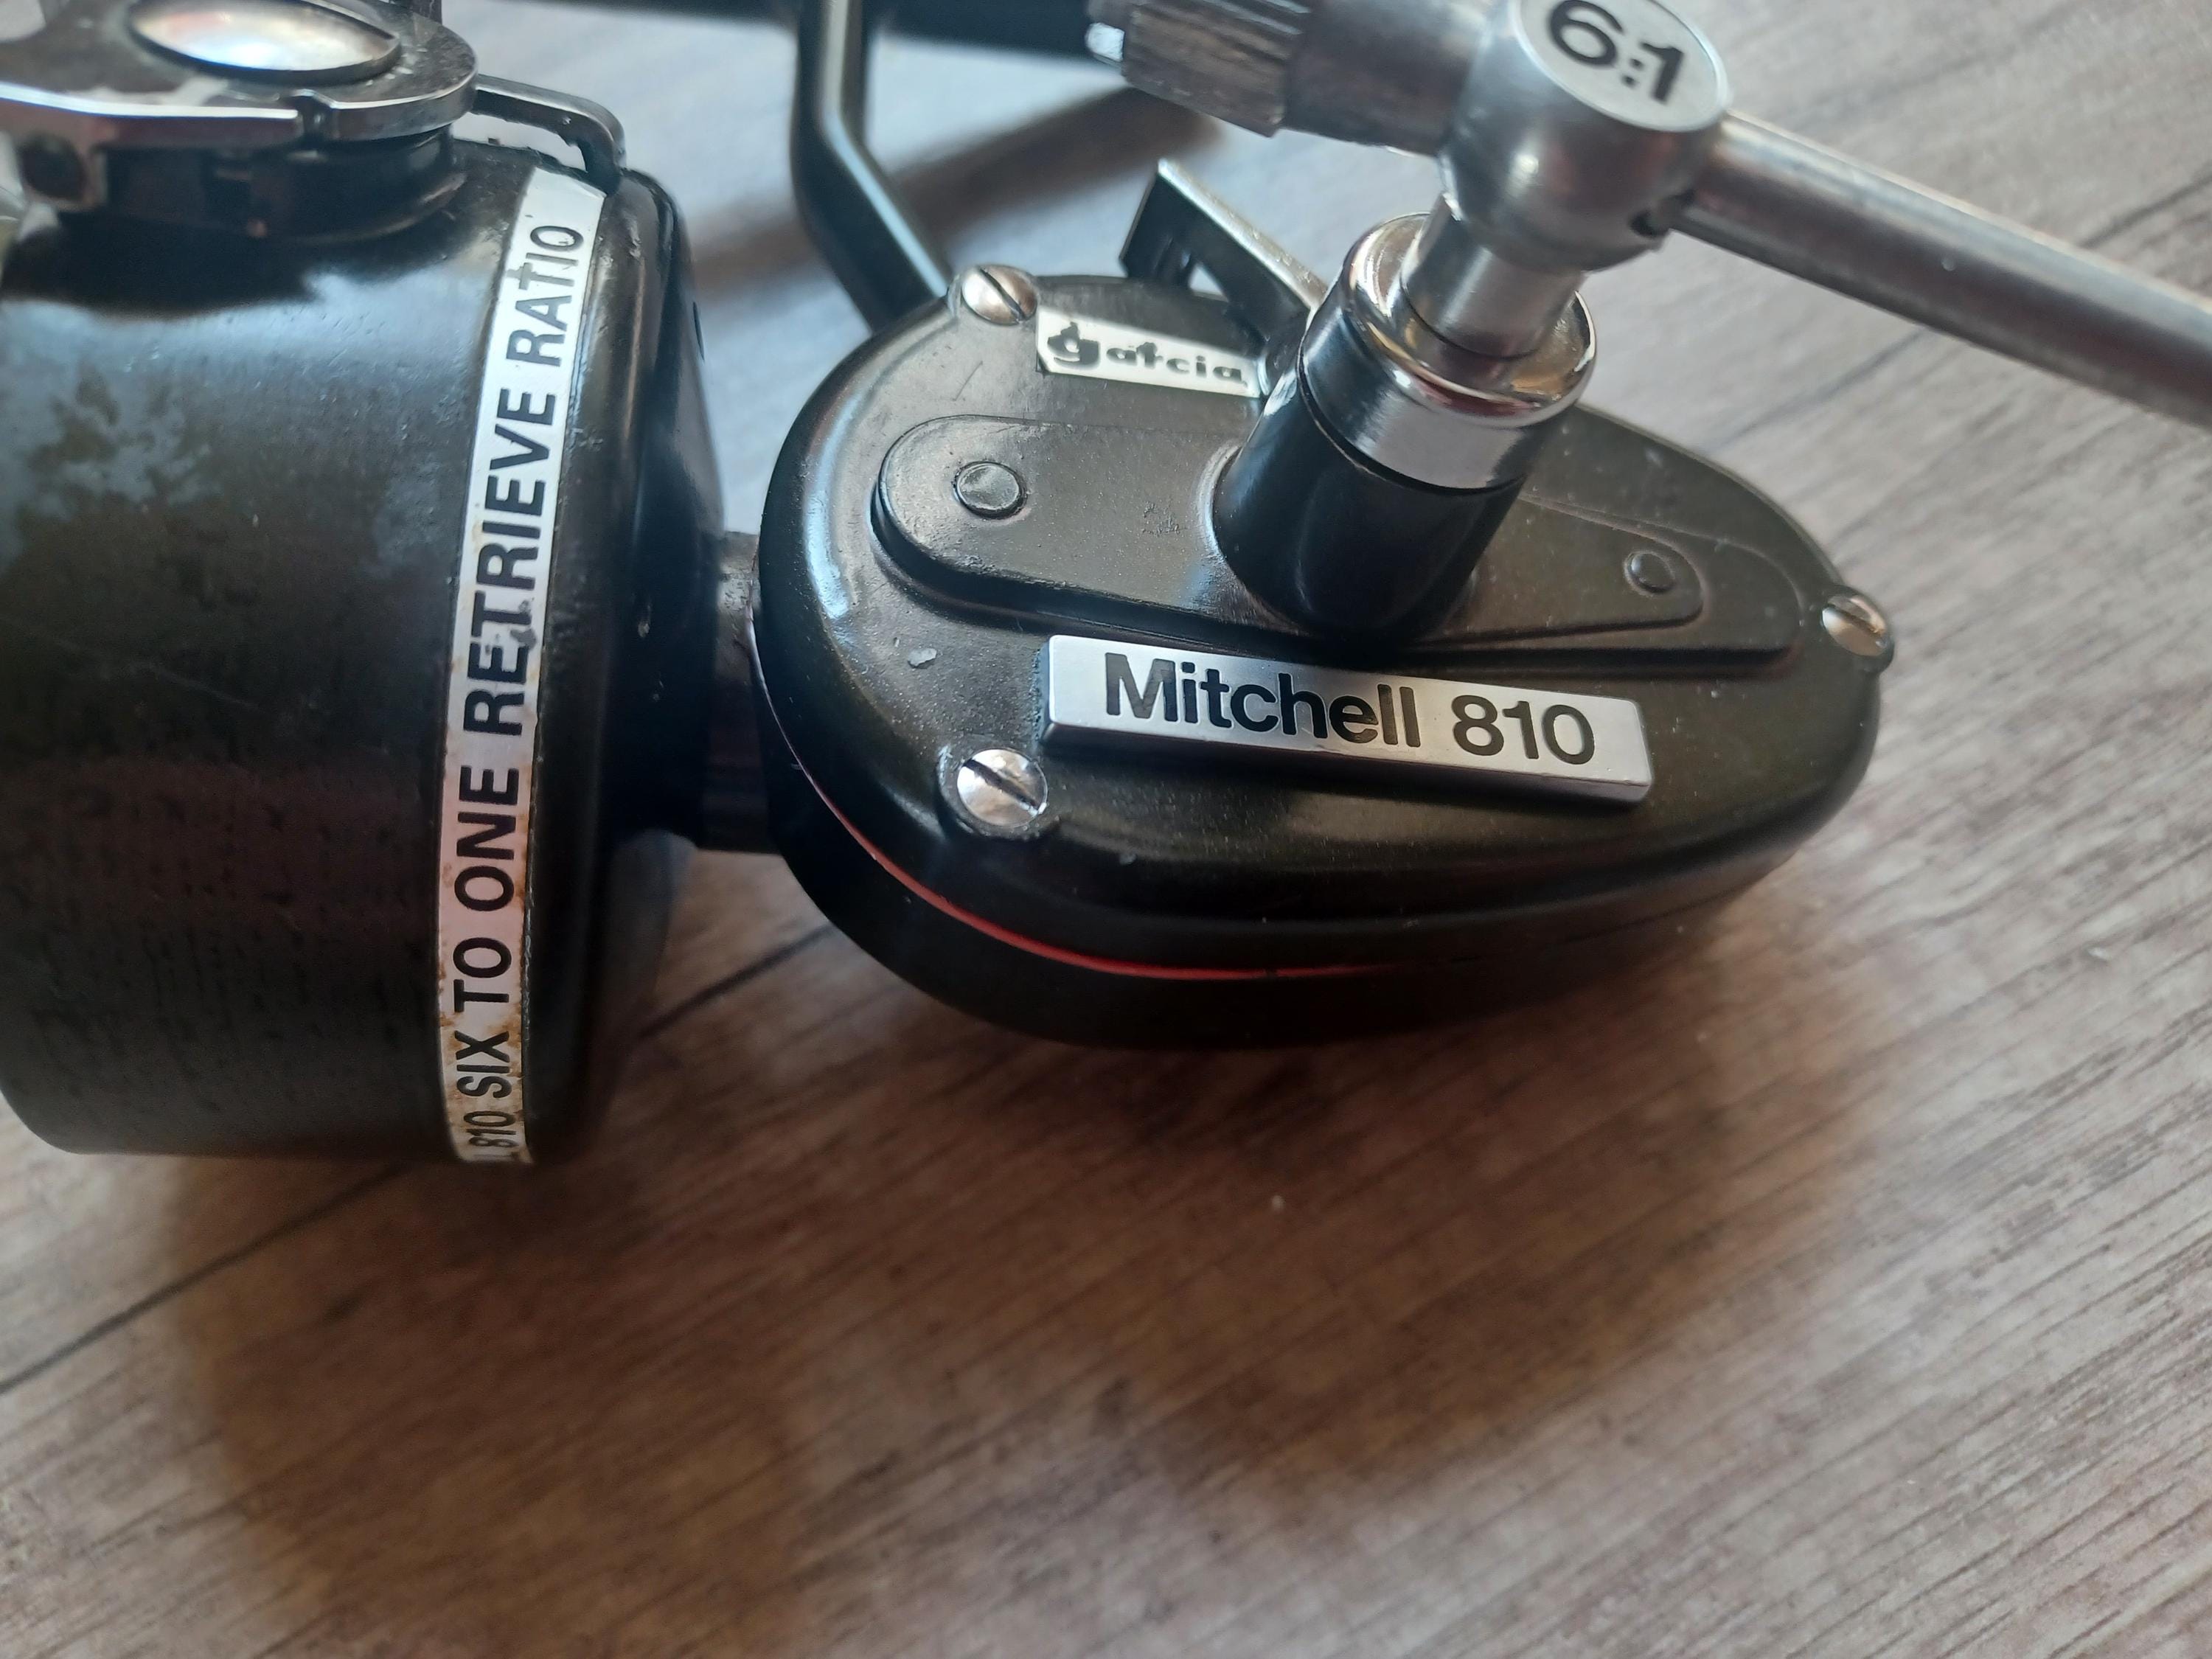 6:1
garcia
Mitchell 810
810 SIX TO ONE RETRIEVE RATIO